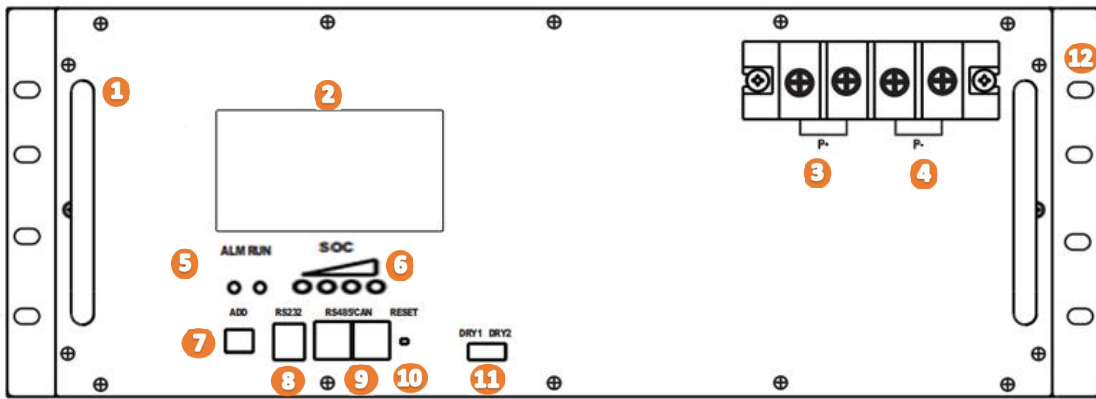 1
2
12
P+
P-
3
4
ALM RUN
SOC
5
6
ADD
RS232
RS485/CAN
RESET
DRY1 DRY2
7
8
9
10
11